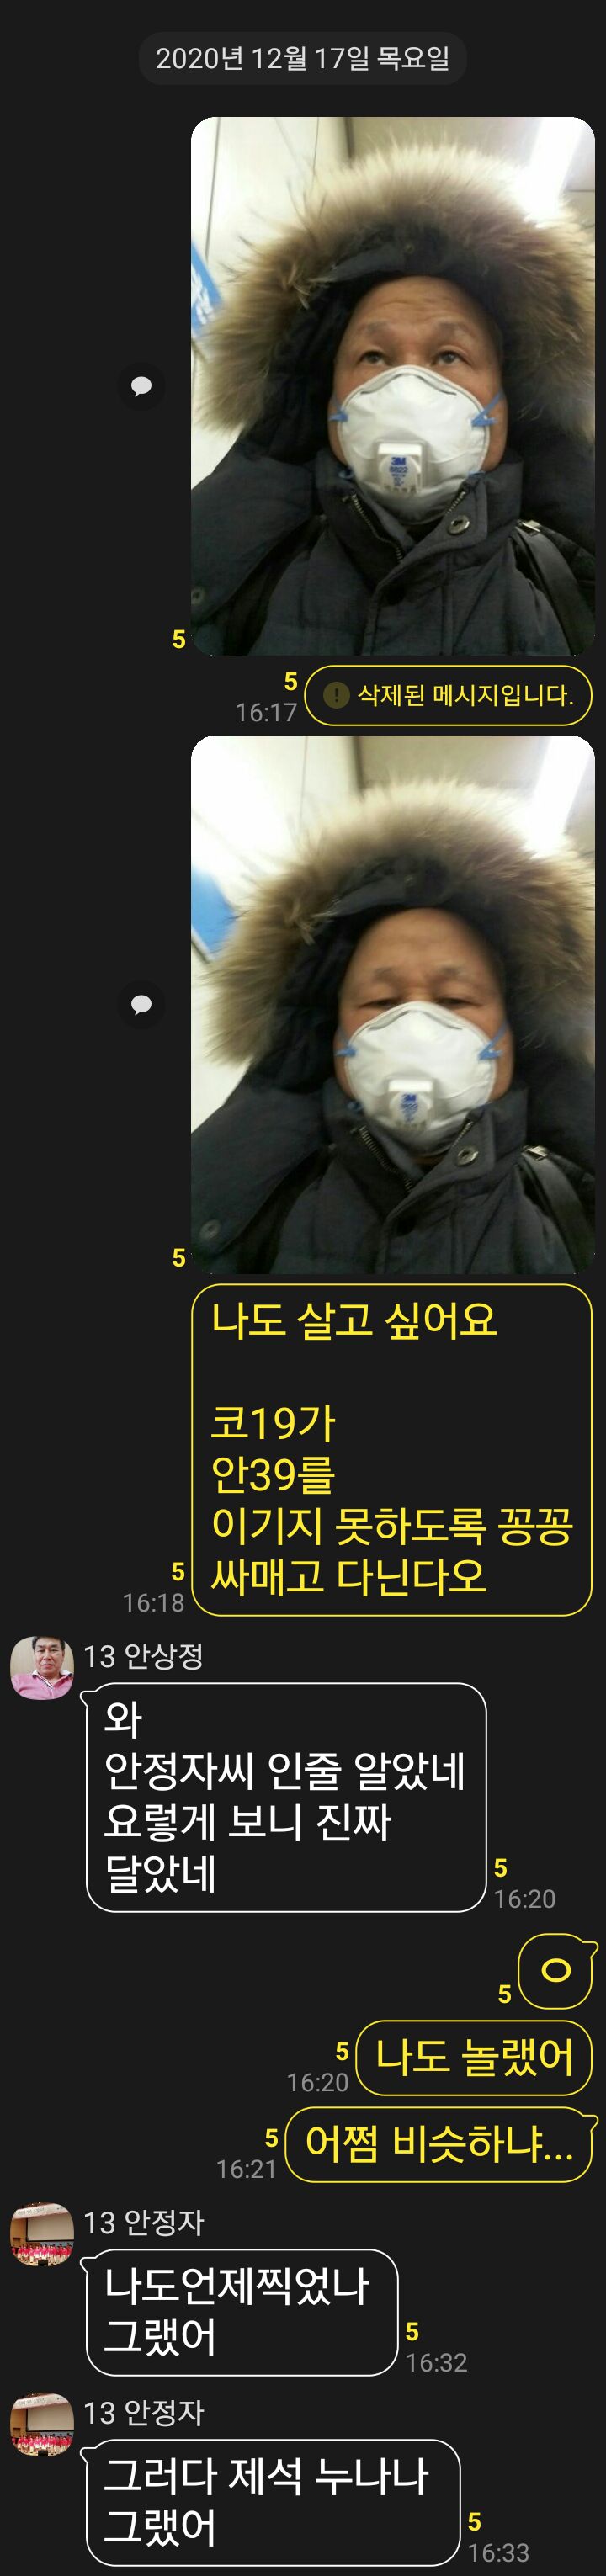 2020년 12월 17일 목요일
3M
8822
5
5
16:17
삭제된 메시지입니다.
3M
5
나도 살고 싶어요
코19가
안39를
이기지 못하도록 꽁꽁
싸매고 다닌다오
5
16:18
13 안상정
와
안정자씨 인줄 알았네
요렇게 보니 진짜
달았네
5
16:20
ㅇ
5
나도 놀랬어
5
16:20
어쩜 비슷하냐...
5
16:21
13 안정자
나도언제찍었나
그랬어
5
16:32
13 안정자
그러다 제석 누나나
그랬어
5
16:33